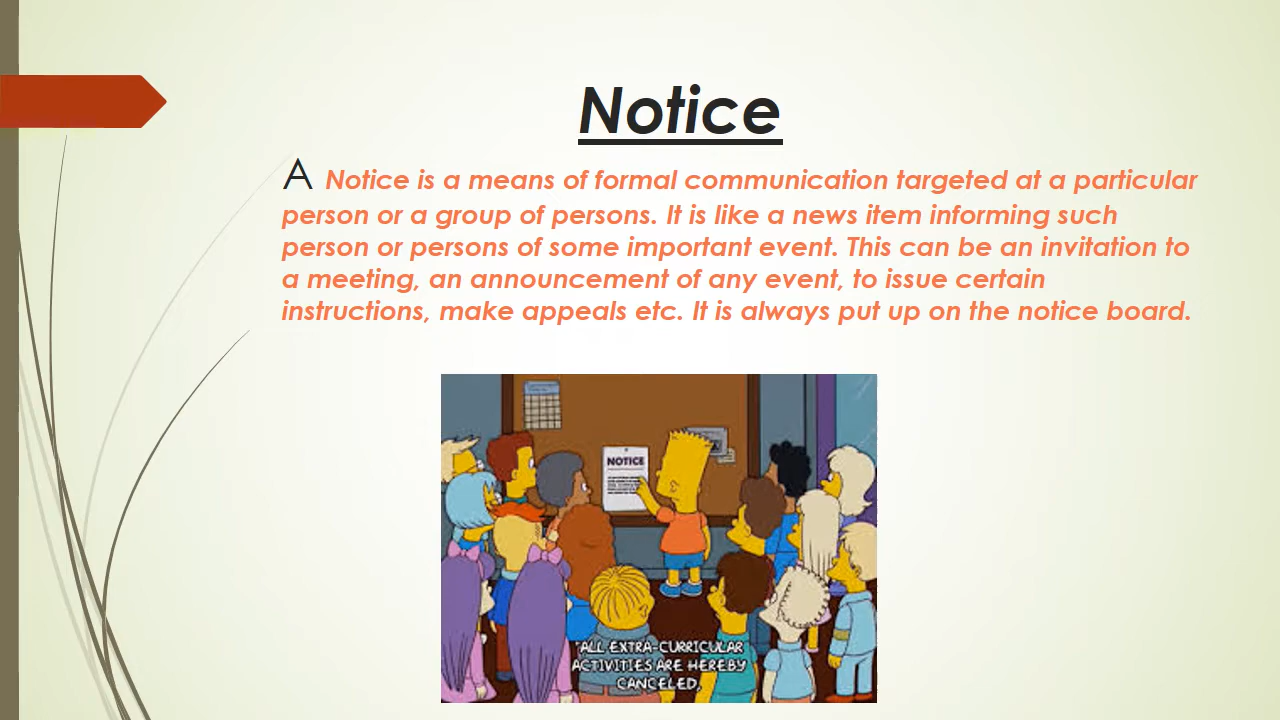 Notice
A Notice is a means of formal communication targeted at a particular
person or a group of persons. It is like a news item informing such
person or persons of some important event. This can be an invitation to
a meeting, an announcement of any event, to issue certain
instructions, make appeals etc. It is always put up on the notice board.
NOTICE
"ALL EXTRA-CURRICULAR
ACTIVITIES ARE HEREBY
CANCELED,